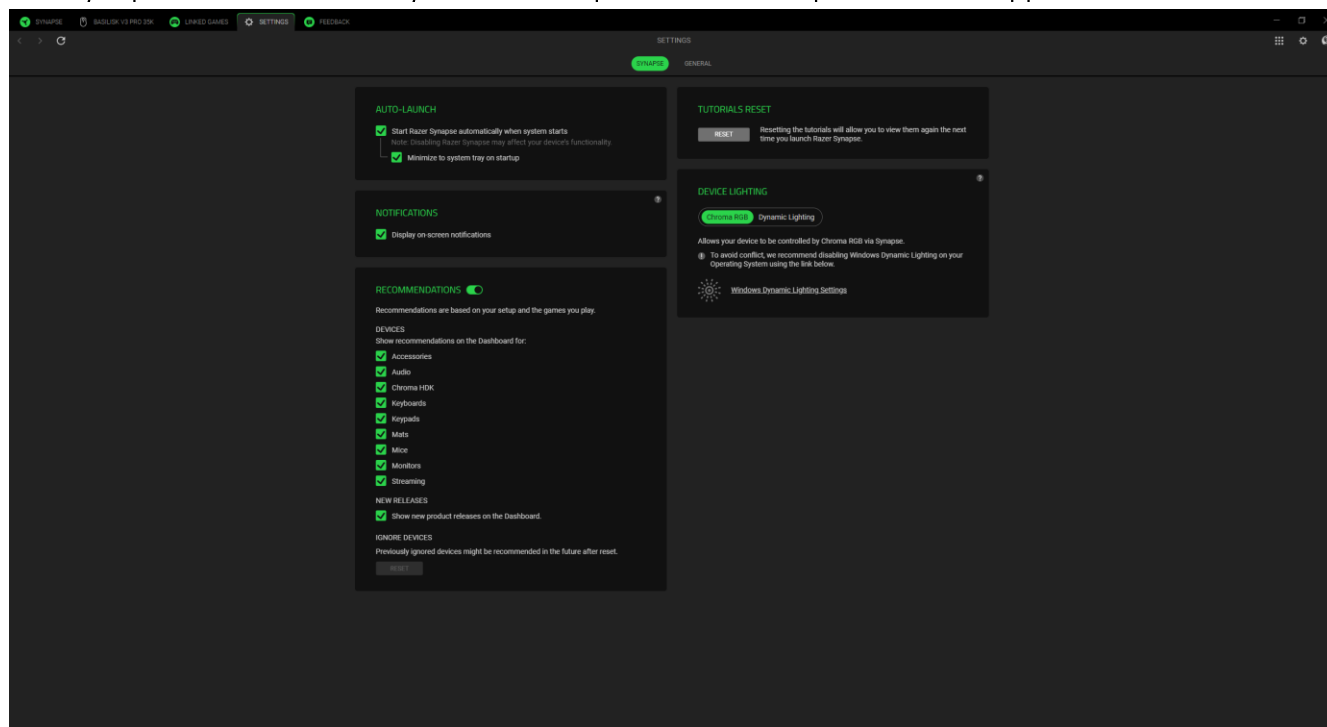 SYNAPSE BASILISK V3 PRO 35K LINKED GAMES SETTINGS FEEDBACK
SETTINGS
SYNAPSE GENERAL
AUTO-LAUNCH
Start Razer Synapse automatically when system starts
Note: Disabling Razer Synapse may affect your device's functionality.
Minimize to system tray on startup
NOTIFICATIONS
Display on-screen notifications
RECOMMENDATIONS
Recommendations are based on your setup and the games you play.
DEVICES
Show recommendations on the Dashboard for:
Accessories
Audio
Chroma HDK
Keyboards
Keypads
Mats
Mice
Monitors
Streaming
NEW RELEASES
Show new product releases on the Dashboard.
IGNORE DEVICES
Previously ignored devices might be recommended in the future after reset.
RESET
TUTORIALS RESET
RESET
Resetting the tutorials will allow you to view them again the next
time you launch Razer Synapse.
DEVICE LIGHTING
Chroma RGB Dynamic Lighting
Allows your device to be controlled by Chroma RGB via Synapse.
To avoid conflict, we recommend disabling Windows Dynamic Lighting on your
Operating System using the link below.
Windows Dynamic Lighting Settings